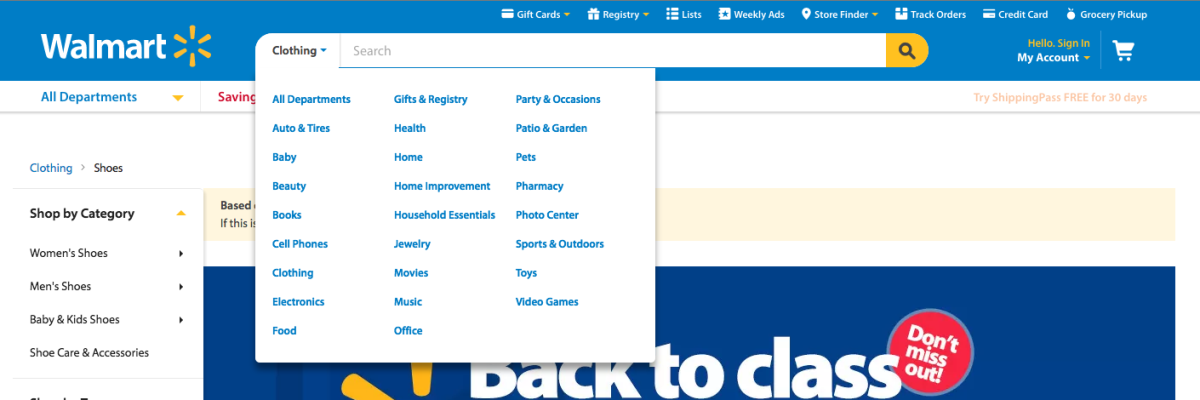 Gift Cards Registry Lists Weekly Ads Store Finder Track Orders Credit Card Grocery Pickup
Walmart
Clothing Search
Hello. Sign In
My Account
All Departments
Try ShippingPass FREE for 30 days
All Departments Gifts & Registry Party & Occasions
Auto & Tires Health Patio & Garden
Baby Home Pets
Beauty Home Improvement Pharmacy
Books Household Essentials Photo Center
Cell Phones Jewelry Sports & Outdoors
Clothing Movies Toys
Electronics Music Video Games
Food Office
Clothing > Shoes
Shop by Category
Women's Shoes
Men's Shoes
Baby & Kids Shoes
Shoe Care & Accessories
Based
If this is
Back to class
Don't
miss
out!